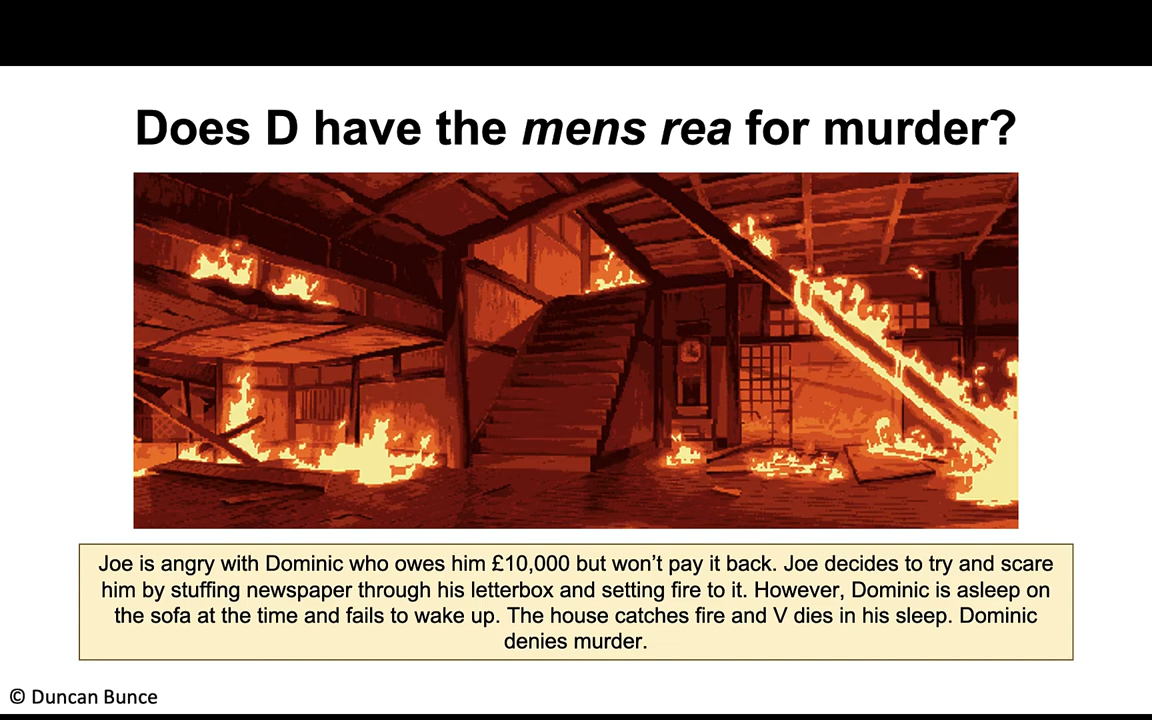 Does D have the mens rea for murder?
Joe is angry with Dominic who owes him £10,000 but won’t pay it back. Joe decides to try and scare
him by stuffing newspaper through his letterbox and setting fire to it. However, Dominic is asleep on
the sofa at the time and fails to wake up. The house catches fire and V dies in his sleep. Dominic
denies murder.
© Duncan Bunce